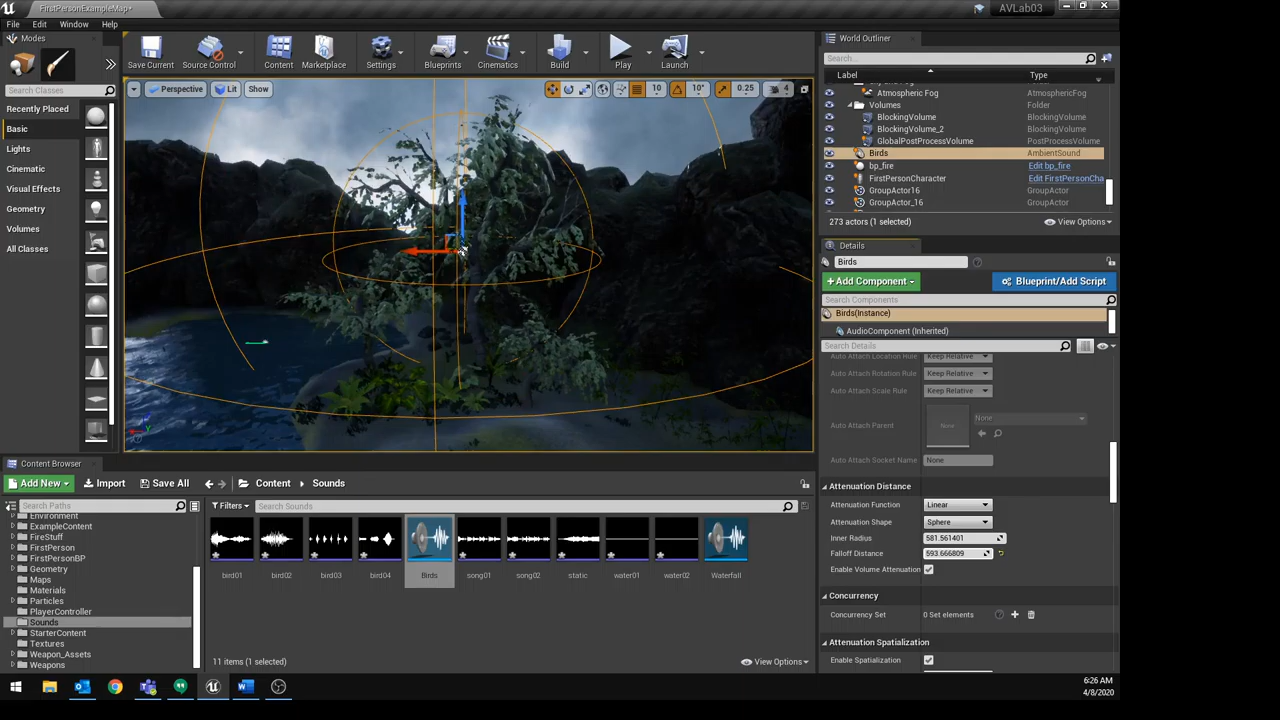 FirstPersonExampleMap*
AVLab03
File
Edit
Window
Help
Modes
Search Classes
Recently Placed
Basic
Lights
Cinematic
Visual Effects
Geometry
Volumes
All Classes
Save Current
Source Control
Content
Marketplace
Settings
Blueprints
Cinematics
Build
Play
Launch
Perspective
Lit
Show
10
10°
0.25
4
World Outliner
Search...
Label
Type
Atmospheric Fog
AtmosphericFog
Volumes
Folder
BlockingVolume
BlockingVolume
BlockingVolume_2
BlockingVolume
GlobalPostProcessVolume
PostProcessVolume
Birds
AmbientSound
bp_fire
Edit bp_fire
FirstPersonCharacter
Edit FirstPersonCha
GroupActor16
GroupActor
GroupActor_16
GroupActor
273 actors (1 selected)
View Options
Details
Birds
+Add Component
Blueprint/Add Script
Search Components
Birds(Instance)
AudioComponent (Inherited)
Search Details
Auto Attach Location Rule
Keep Relative
Auto Attach Rotation Rule
Keep Relative
Auto Attach Scale Rule
Keep Relative
Auto Attach Parent
None
None
Auto Attach Socket Name
None
Attenuation Distance
Attenuation Function
Linear
Attenuation Shape
Sphere
Inner Radius
581.561401
Falloff Distance
593.666809
Enable Volume Attenuation
Concurrency
Concurrency Set
0 Set elements
Attenuation Spatialization
Enable Spatialization
Content Browser
Add New
Import
Save All
Content
Sounds
Search Paths
Filters
Search Sounds
Environment
ExampleContent
FireStuff
FirstPerson
FirstPersonBP
Geometry
Maps
Materials
Particles
PlayerController
Sounds
StarterContent
Textures
Weapon_Assets
Weapons
bird01
bird02
bird03
bird04
Birds
song01
song02
static
water01
water02
Waterfall
11 items (1 selected)
View Options
6:26 AM
4/8/2020